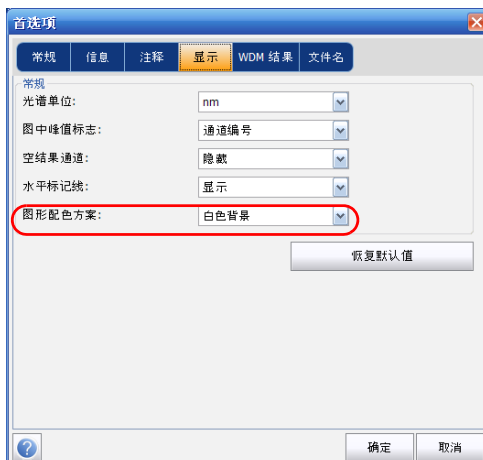 首选项
常规 信息 注释 显示 WDM 结果 文件名
常规
光谱单位: nm
图中峰值标志: 通道编号
空结果通道: 隐藏
水平标记线: 显示
图形配色方案: 白色背景
恢复默认值
确定 取消